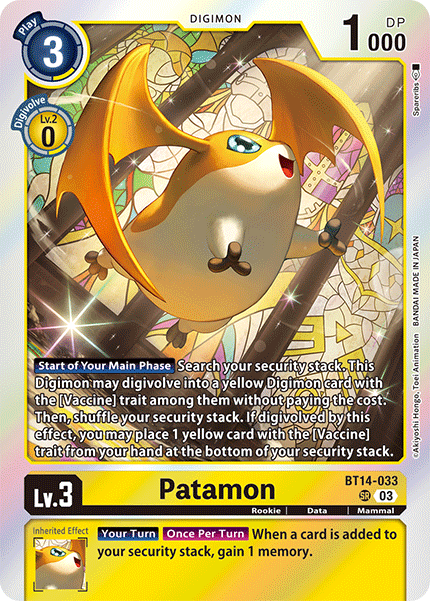 DIGIMON
Play
3
DP
1000
Digivolve
Lv.2
0
Spareribs
©Akiyoshi Hongo, Toei Animation BANDAI MADE IN JAPAN
Start of Your Main Phase Search your security stack. This
Digimon may digivolve into a yellow Digimon card with
the [Vaccine] trait among them without paying the cost.
Then, shuffle your security stack. If digivolved by this
effect, you may place 1 yellow card with the [Vaccine]
trait from your hand at the bottom of your security stack.
Lv.3
Patamon
BT14-033
SR 03
Rookie | Data | Mammal
Inherited Effect
Your Turn Once Per Turn When a card is added to
your security stack, gain 1 memory.